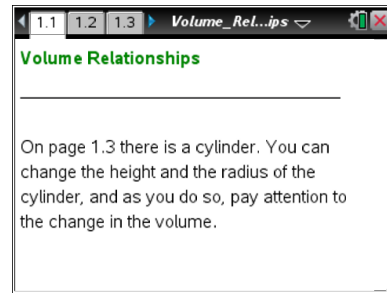 1.1 1.2 1.3 Volume_Rel...ips
Volume Relationships
On page 1.3 there is a cylinder. You can
change the height and the radius of the
cylinder, and as you do so, pay attention to
the change in the volume.